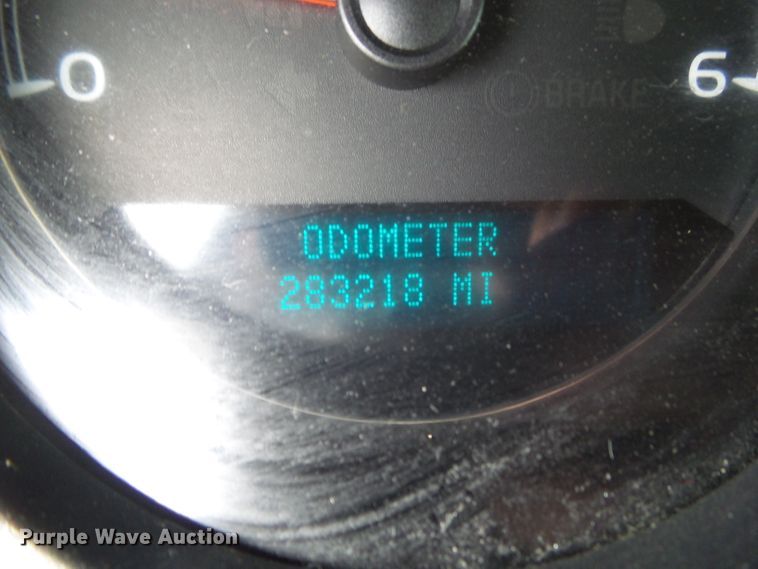 0 6
BRAKE
ODOMETER
283218 MI
Purple Wave Auction